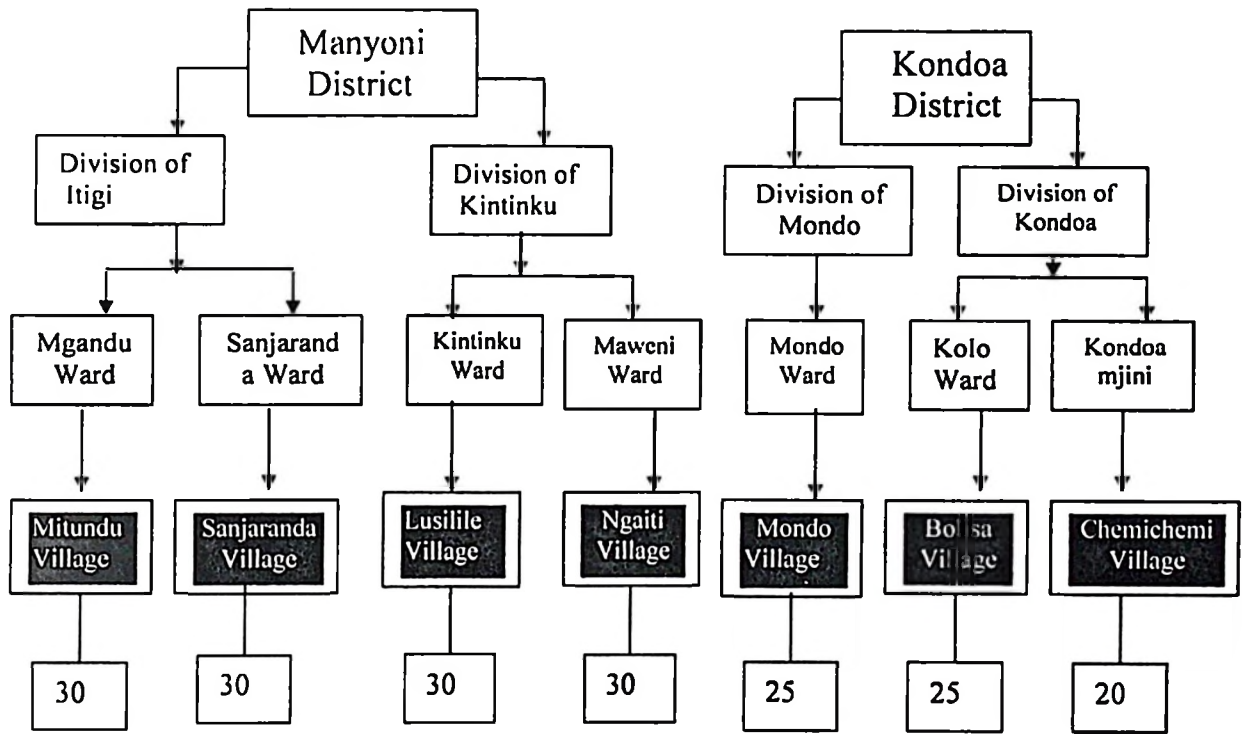 Manyoni
District
Kondoa
District
Division of
Itigi
Division of
Kintinku
Division of
Mondo
Division of
Kondoa
Mgandu
Ward
Sanjarand
a Ward
Kintinku
Ward
Maweni
Ward
Mondo
Ward
Kolo
Ward
Kondoa
mjini
Mitundu
Village
Sanjaranda
Village
Lusilile
Village
Ngaiti
Village
Mondo
Village
Village
Chemichemi
Village
30
30
30
30
25
25
20